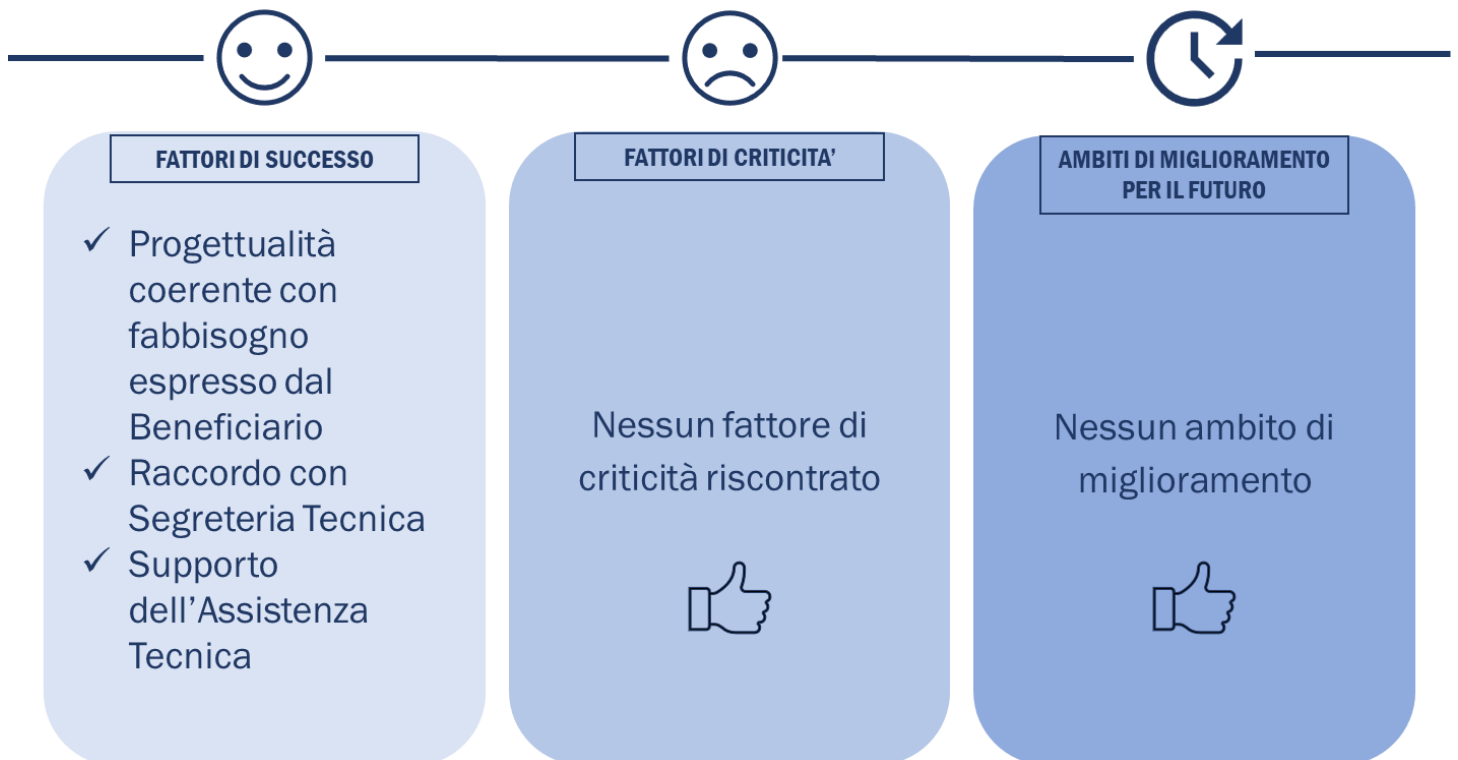 FATTORI DI SUCCESSO
✓ Progettualità
coerente con
fabbisogno
espresso dal
Beneficiario
✓ Raccordo con
Segreteria Tecnica
✓ Supporto
dell’Assistenza
Tecnica
FATTORI DI CRITICITA’
Nessun fattore di
criticità riscontrato
AMBITI DI MIGLIORAMENTO
PER IL FUTURO
Nessun ambito di
miglioramento